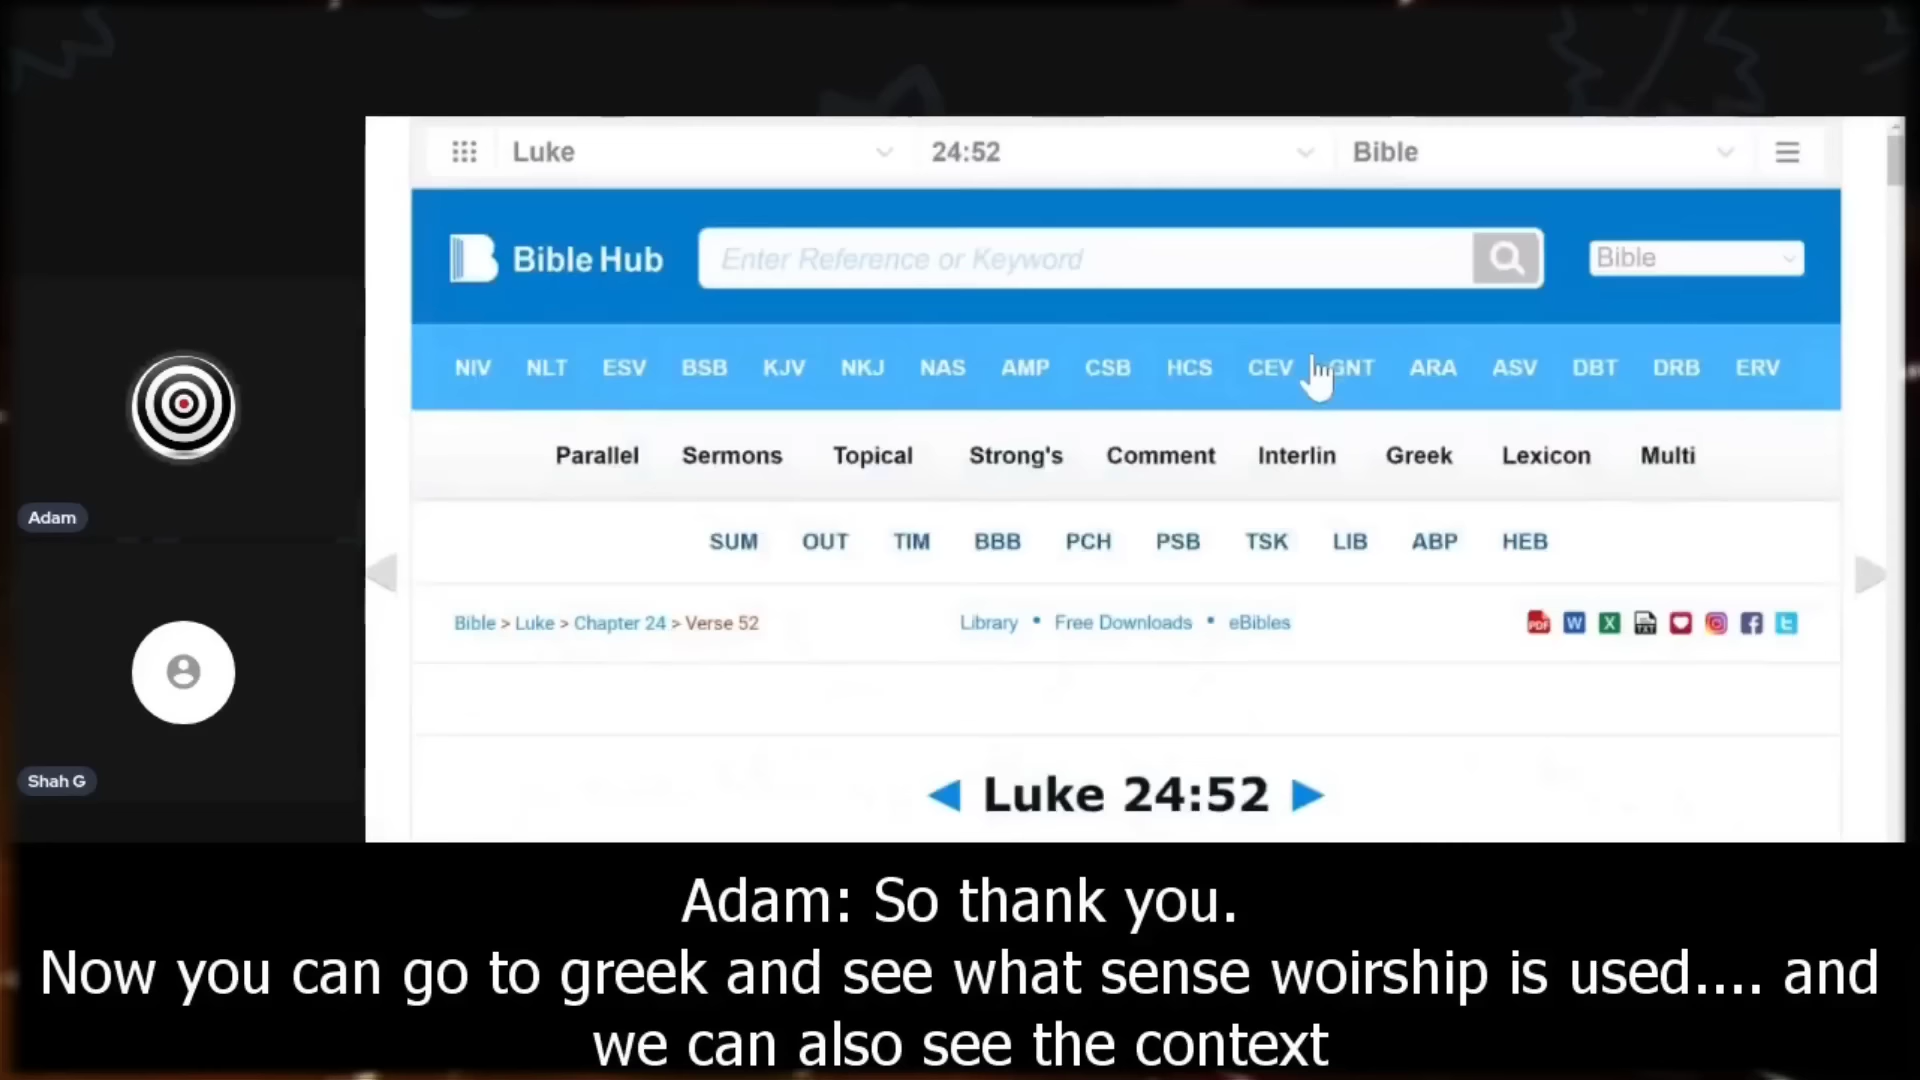 Luke 24:52 Bible
Bible Hub Enter Reference or Keyword Bible
NIV NLT ESV BSB KJV NKJ NAS AMP CSB HCS CEV GNT ARA ASV DBT DRB ERV
Parallel Sermons Topical Strong's Comment Interlin Greek Lexicon Multi
SUM OUT TIM BBB PCH PSB TSK LIB ABP HEB
Bible > Luke > Chapter 24 > Verse 52 Library • Free Downloads • eBibles PDF W X TXT
Luke 24:52
Adam
Shah G
Adam: So thank you.
Now you can go to greek and see what sense woirship is used.... and
we can also see the context